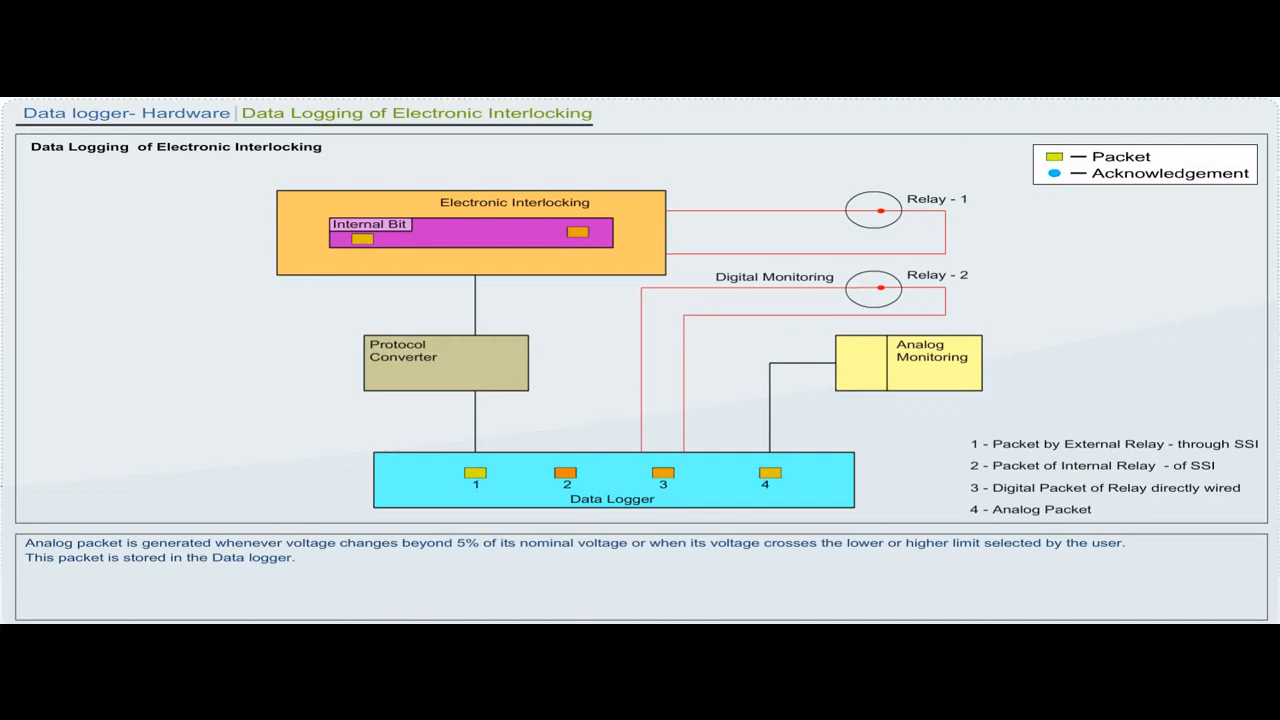 Data logger- Hardware Data Logging of Electronic Interlocking
Data Logging of Electronic Interlocking
Packet
Acknowledgement
Electronic Interlocking
Internal Bit
Relay - 1
Digital Monitoring
Relay - 2
Protocol
Converter
Analog
Monitoring
1 - Packet by External Relay - through SSI
2 - Packet of Internal Relay - of SSI
3 - Digital Packet of Relay directly wired
4 - Analog Packet
1 2 3 4
Data Logger
Analog packet is generated whenever voltage changes beyond 5% of its nominal voltage or when its voltage crosses the lower or higher limit selected by the user.
This packet is stored in the Data logger.